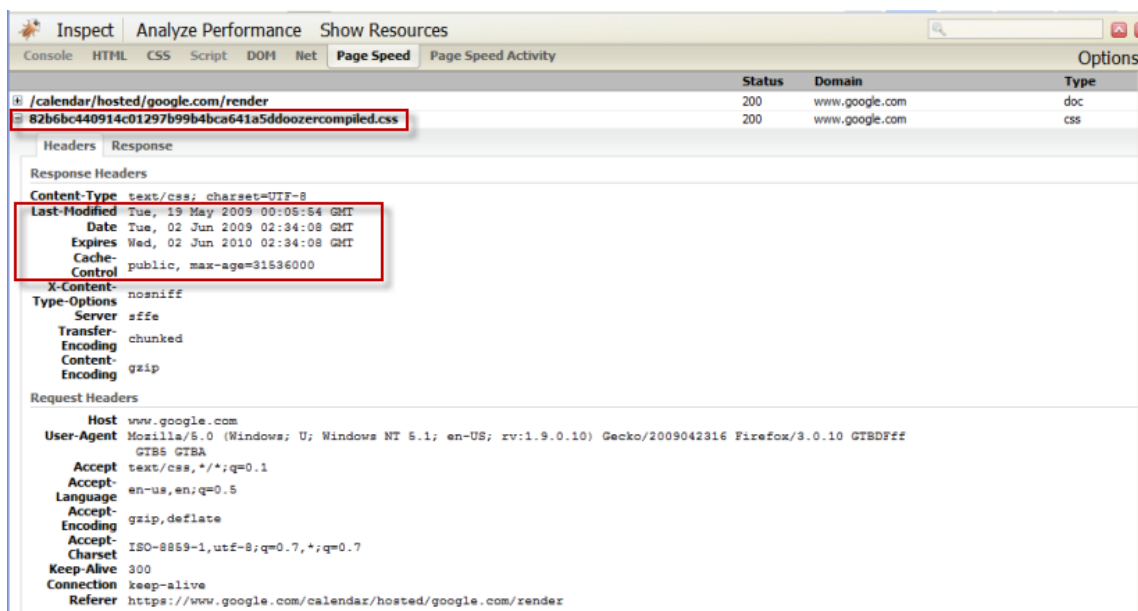 Inspect Analyze Performance Show Resources
Console HTML CSS Script DOM Net Page Speed Page Speed Activity Options
Status Domain Type
/calendar/hosted/google.com/render 200 www.google.com doc
82b6bc440914c01297b99b4bca641a5ddoozercompiled.css 200 www.google.com css
Headers Response
Response Headers
Content-Type text/css; charset=UTF-8
Last-Modified Tue, 19 May 2009 00:05:54 GMT
Date Tue, 02 Jun 2009 02:34:08 GMT
Expires Wed, 02 Jun 2010 02:34:08 GMT
Cache-
Control public, max-age=31536000
X-Content-
Type-Options nosniff
Server sffe
Transfer-
Encoding chunked
Content-
Encoding gzip
Request Headers
Host www.google.com
User-Agent Mozilla/5.0 (Windows; U; Windows NT 5.1; en-US; rv:1.9.0.10) Gecko/2009042316 Firefox/3.0.10 GTBDFff
GTB5 GTBA
Accept text/css,*/*;q=0.1
Accept-
Language en-us,en;q=0.5
Accept-
Encoding gzip,deflate
Accept-
Charset ISO-8859-1,utf-8;q=0.7,*;q=0.7
Keep-Alive 300
Connection keep-alive
Referer https://www.google.com/calendar/hosted/google.com/render